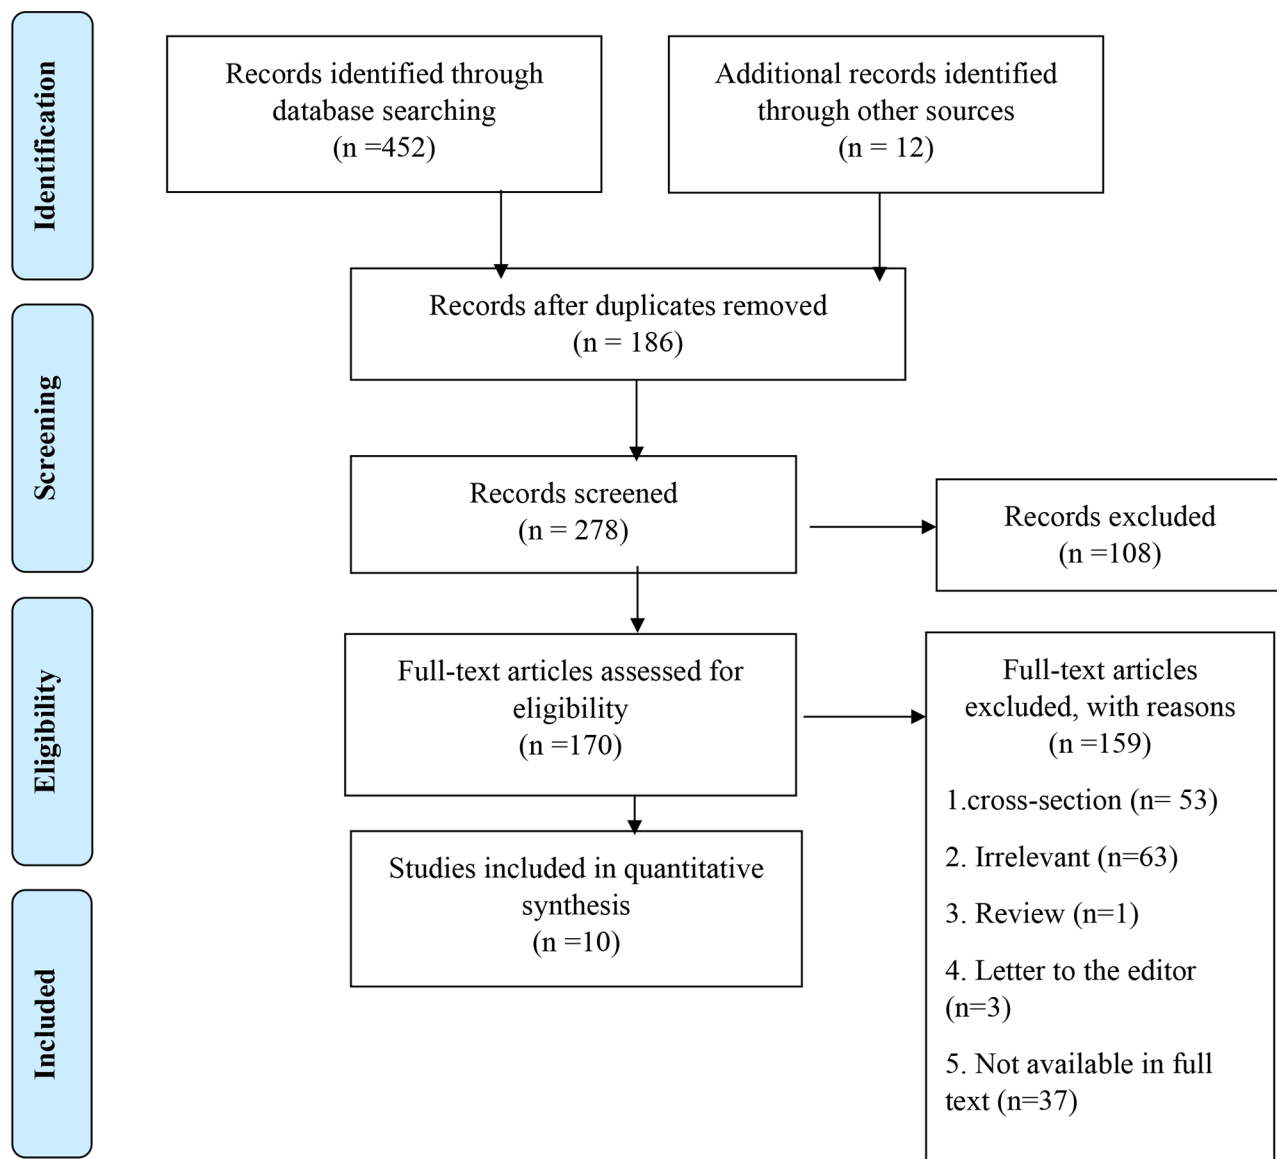 Identification
Records identified through
database searching
(n =452)
Additional records identified
through other sources
(n = 12)
Records after duplicates removed
(n = 186)
Screening
Records screened
(n = 278)
Records excluded
(n =108)
Eligibility
Full-text articles assessed for
eligibility
(n =170)
Full-text articles
excluded, with reasons
(n =159)
1.cross-section (n= 53)
2. Irrelevant (n=63)
3. Review (n=1)
4. Letter to the editor
(n=3)
5. Not available in full
text (n=37)
Included
Studies included in quantitative
synthesis
(n =10)